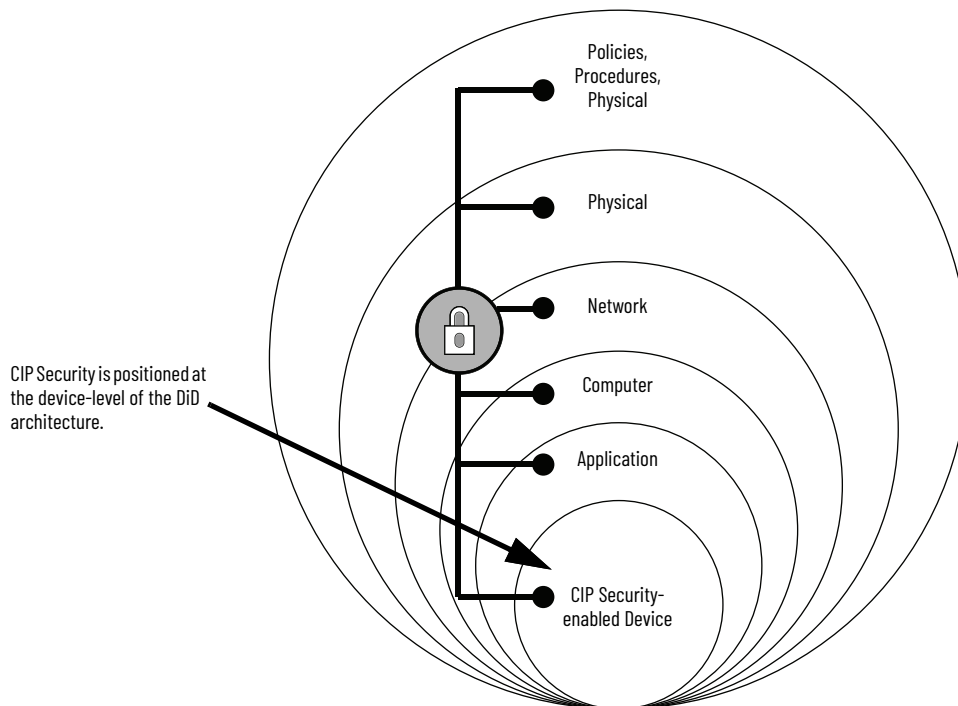 Policies,
Procedures,
Physical
Physical
Network
CIP Security is positioned at
the device-level of the DiD
architecture.
Computer
Application
CIP Security-
enabled Device